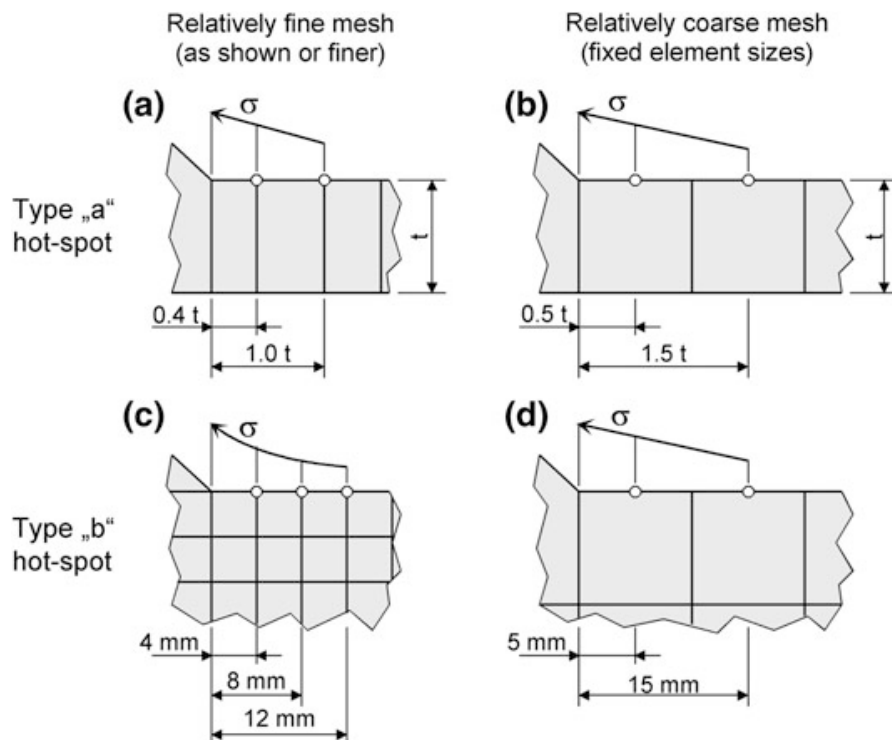 Relatively fine mesh
(as shown or finer)
Relatively coarse mesh
(fixed element sizes)
(a)
σ
(b)
σ
Type „a“
hot-spot
t
t
0.4 t
1.0 t
0.5 t
1.5 t
(c)
σ
(d)
σ
Type „b“
hot-spot
4 mm
8 mm
12 mm
5 mm
15 mm